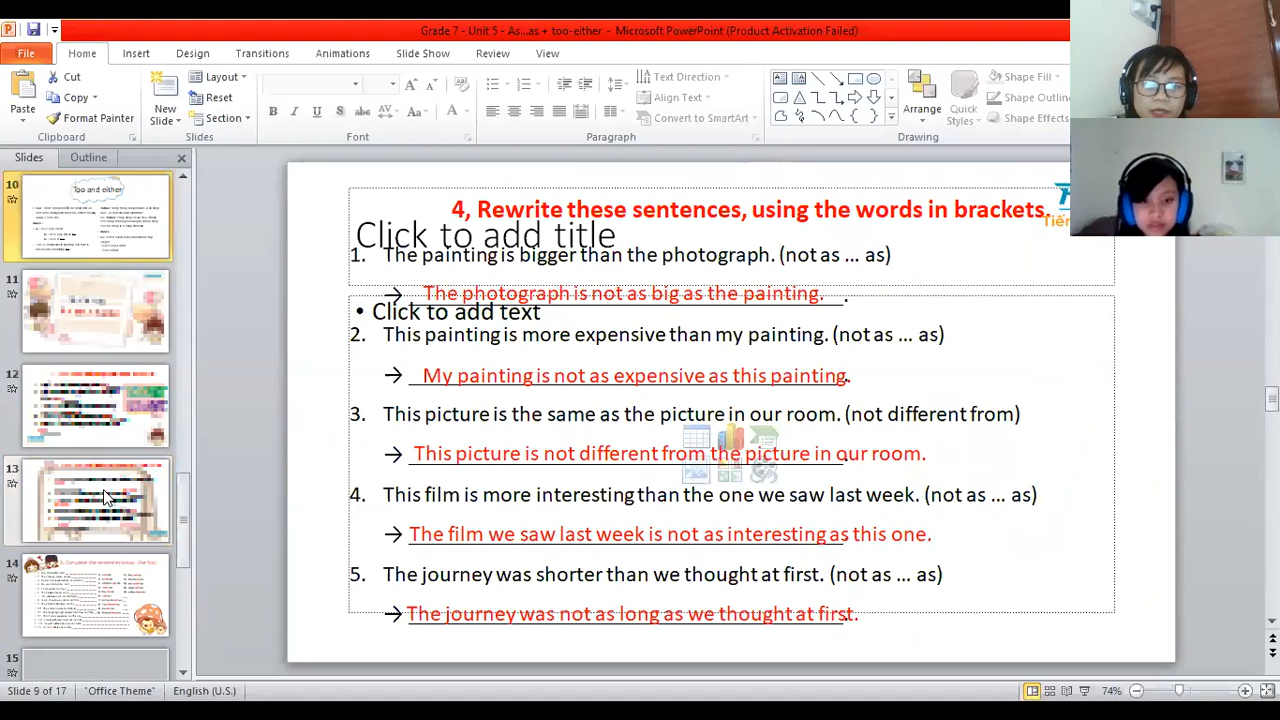 Grade 7 - Unit 5 - As...as + too-either - Microsoft PowerPoint (Product Activation Failed)
File Home Insert Design Transitions Animations Slide Show Review View
Paste
Cut
Copy
Format Painter
Clipboard
New Slide
Layout
Reset
Section
Slides
Font
Text Direction
Align Text
Convert to SmartArt
Paragraph
Arrange
Quick Styles
Shape Fill
Shape Outlin
Shape Effects
Drawing
Slides Outline
10
Too and either
11
12
13
14
15
4, Rewrite these sentences, using the words in brackets.
Click to add title
1. The painting is bigger than the photograph. (not as ... as)
→ The photograph is not as big as the painting. .
• Click to add text
2. This painting is more expensive than my painting. (not as ... as)
→ My painting is not as expensive as this painting.
3. This picture is the same as the picture in our room. (not different from)
→ This picture is not different from the picture in our room.
4. This film is more interesting than the one we saw last week. (not as ... as)
→ The film we saw last week is not as interesting as this one.
5. The journey was shorter than we thought at first. (not as ... as)
→ The journey was not as long as we thought at first.
Slide 9 of 17 "Office Theme" English (U.S.) 74%